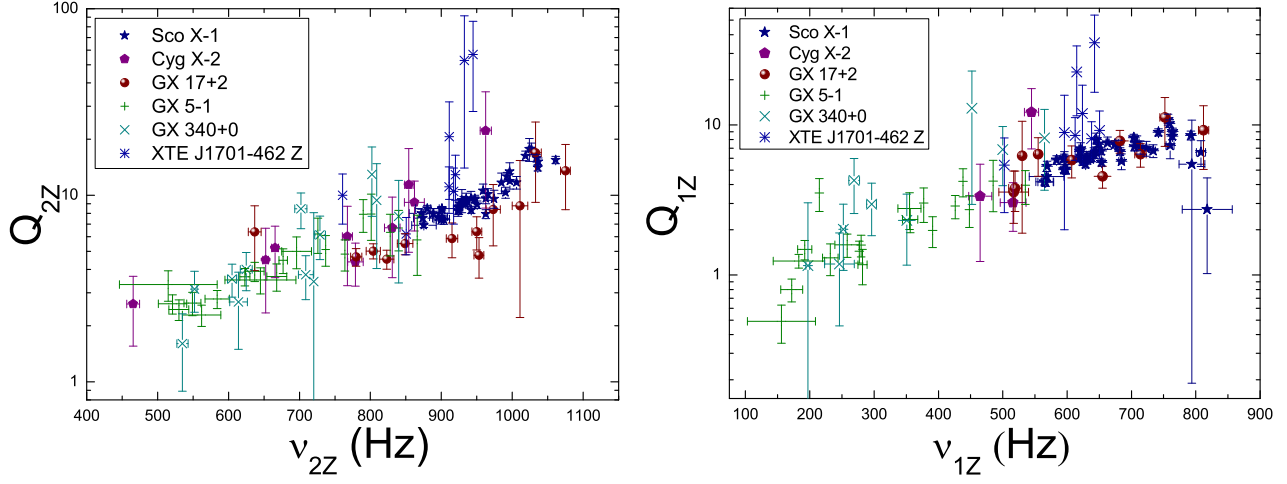 100
10
1
Q2Z
Sco X-1
Cyg X-2
GX 17+2
GX 5-1
GX 340+0
XTE J1701-462 Z
400 500 600 700 800 900 1000 1100
ν2Z (Hz)
10
1
Q1Z
Sco X-1
Cyg X-2
GX 17+2
GX 5-1
GX 340+0
XTE J1701-462 Z
100 200 300 400 500 600 700 800 900
ν1Z (Hz)